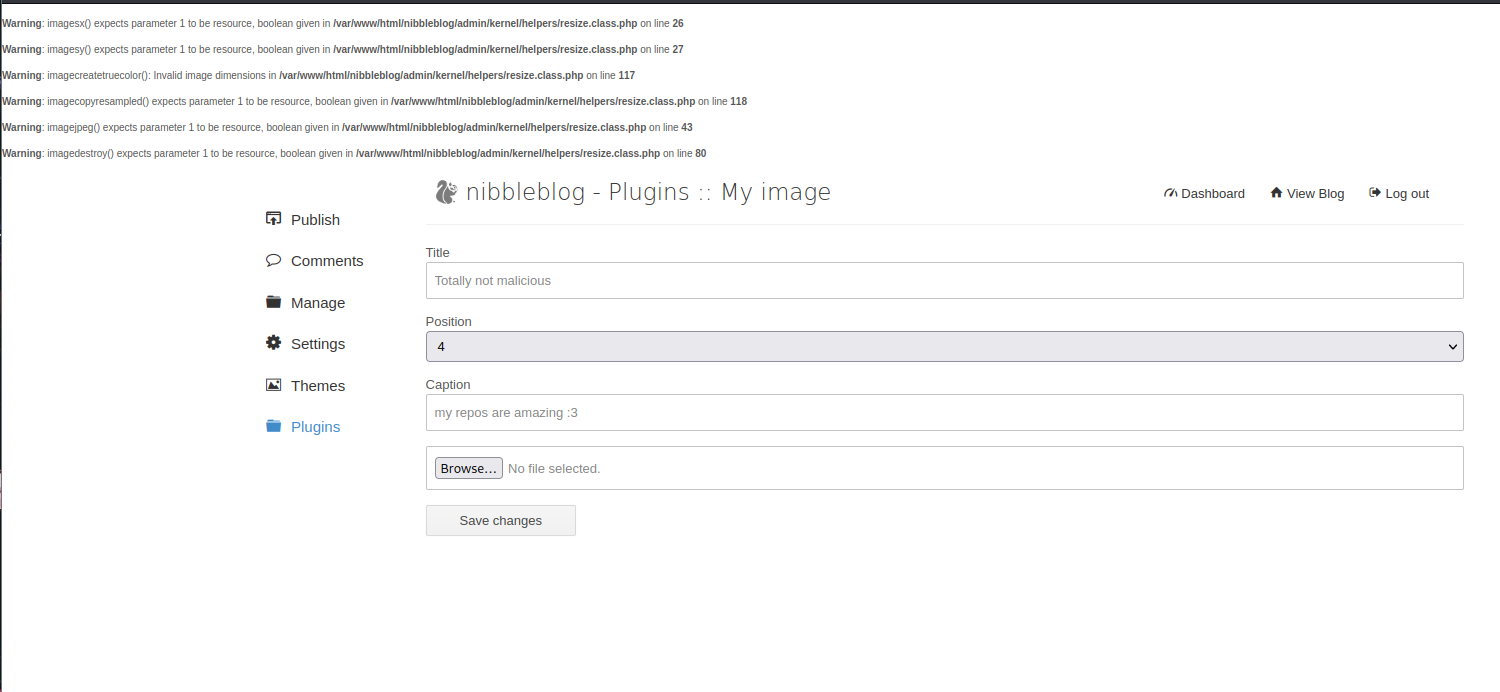 Warning: imagesx() expects parameter 1 to be resource, boolean given in /var/www/html/nibbleblog/admin/kernel/helpers/resize.class.php on line 26
Warning: imagesy() expects parameter 1 to be resource, boolean given in /var/www/html/nibbleblog/admin/kernel/helpers/resize.class.php on line 27
Warning: imagecreatetruecolor(): Invalid image dimensions in /var/www/html/nibbleblog/admin/kernel/helpers/resize.class.php on line 117
Warning: imagecopyresampled() expects parameter 1 to be resource, boolean given in /var/www/html/nibbleblog/admin/kernel/helpers/resize.class.php on line 118
Warning: imagejpeg() expects parameter 1 to be resource, boolean given in /var/www/html/nibbleblog/admin/kernel/helpers/resize.class.php on line 43
Warning: imagedestroy() expects parameter 1 to be resource, boolean given in /var/www/html/nibbleblog/admin/kernel/helpers/resize.class.php on line 80
nibbleblog - Plugins :: My image
Dashboard View Blog Log out
Publish
Comments
Manage
Settings
Themes
Plugins
Title
Totally not malicious
Position
4
Caption
my repos are amazing :3
Browse... No file selected.
Save changes